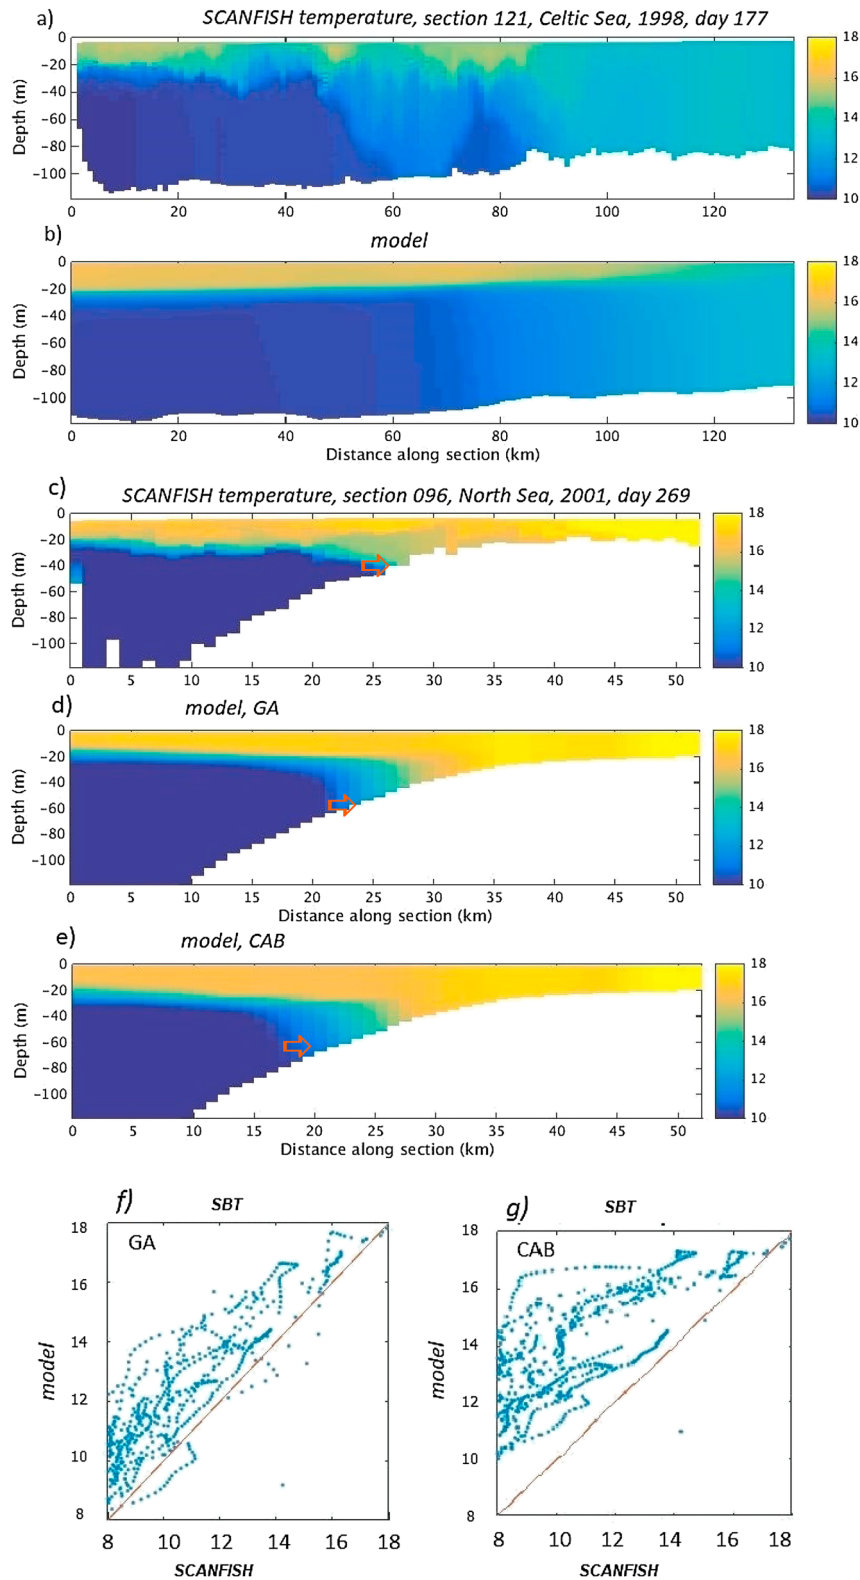 a) SCANFISH temperature, section 121, Celtic Sea, 1998, day 177
0
−20
−40
−60
−80
−100
Depth (m)
0 20 40 60 80 100 120
18
16
14
12
10
b) model
0
−20
−40
−60
−80
−100
Depth (m)
0 20 40 60 80 100 120
Distance along section (km)
18
16
14
12
10
c) SCANFISH temperature, section 096, North Sea, 2001, day 269
0
−20
−40
−60
−80
−100
Depth (m)
0 5 10 15 20 25 30 35 40 45 50
18
16
14
12
10
d) model, GA
0
−20
−40
−60
−80
−100
Depth (m)
0 5 10 15 20 25 30 35 40 45 50
Distance along section (km)
18
16
14
12
10
e) model, CAB
0
−20
−40
−60
−80
−100
Depth (m)
0 5 10 15 20 25 30 35 40 45 50
Distance along section (km)
18
16
14
12
10
f) SBT
GA
18
16
14
12
10
8
model
8 10 12 14 16 18
SCANFISH
g) SBT
CAB
18
16
14
12
10
8
model
8 10 12 14 16 18
SCANFISH